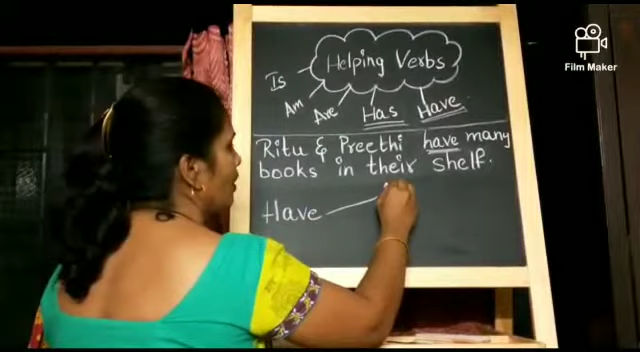 Helping Verbs
Is
Am
Are
Has
Have
Ritu & Preethi have many
books in their shelf.
Have
Film Maker